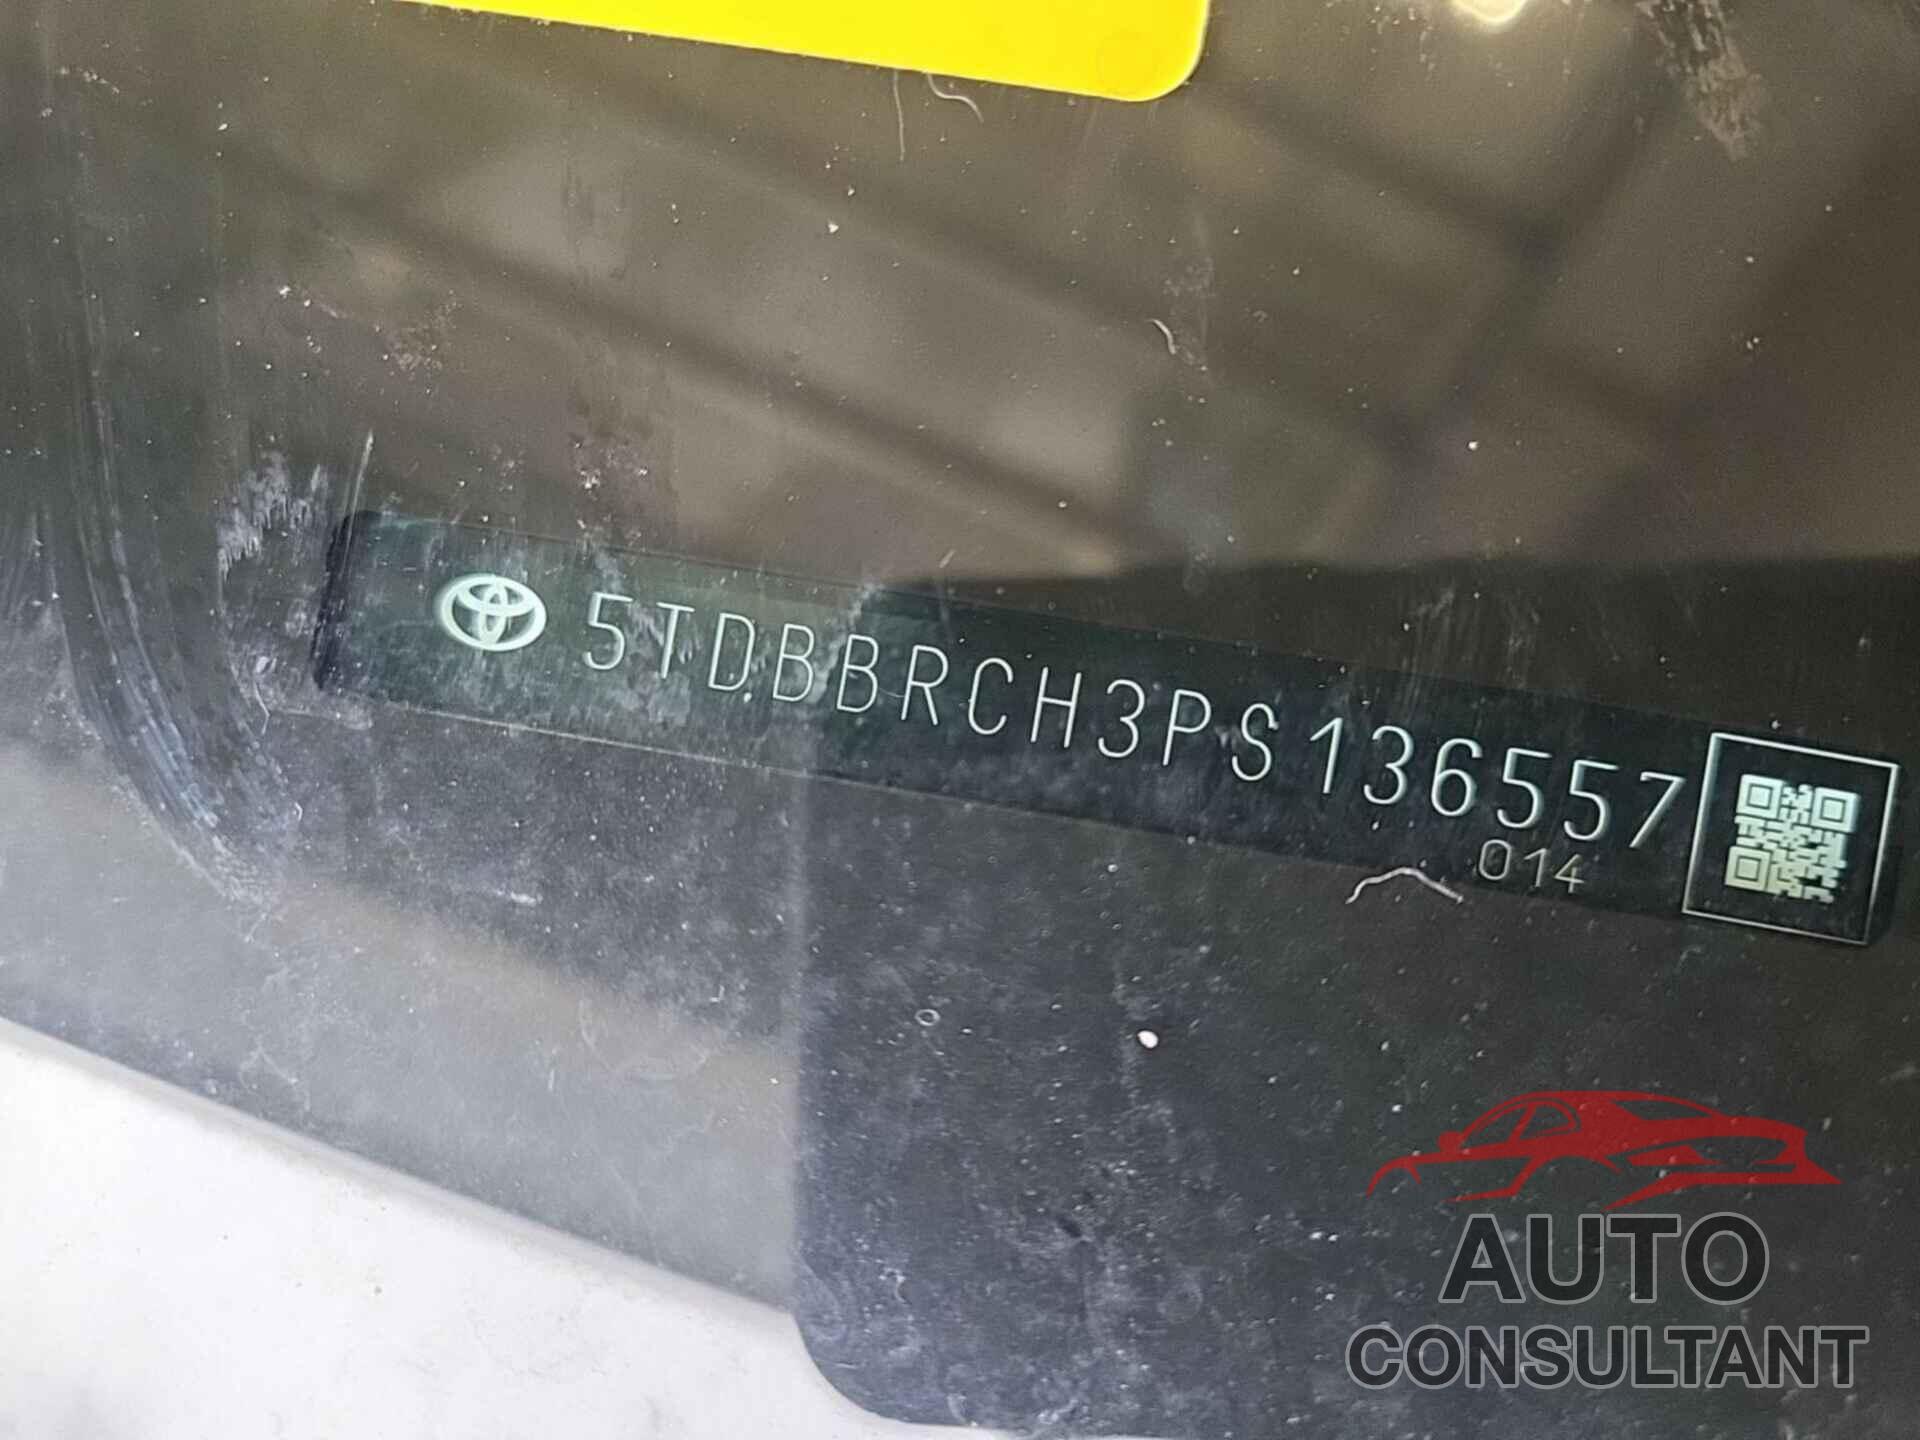 5TDBBRCH3PS136557
014
AUTO
CONSULTANT